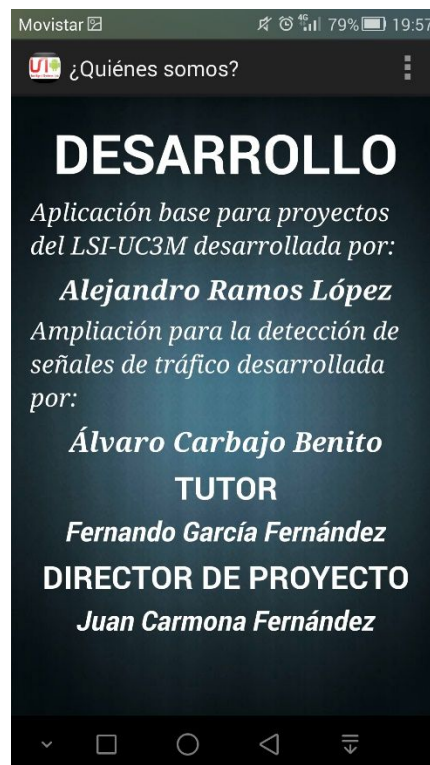 Movistar 4G 79% 19:57
¿Quiénes somos?
DESARROLLO
Aplicación base para proyectos
del LSI-UC3M desarrollada por:
Alejandro Ramos López
Ampliación para la detección de
señales de tráfico desarrollada
por:
Álvaro Carbajo Benito
TUTOR
Fernando García Fernández
DIRECTOR DE PROYECTO
Juan Carmona Fernández